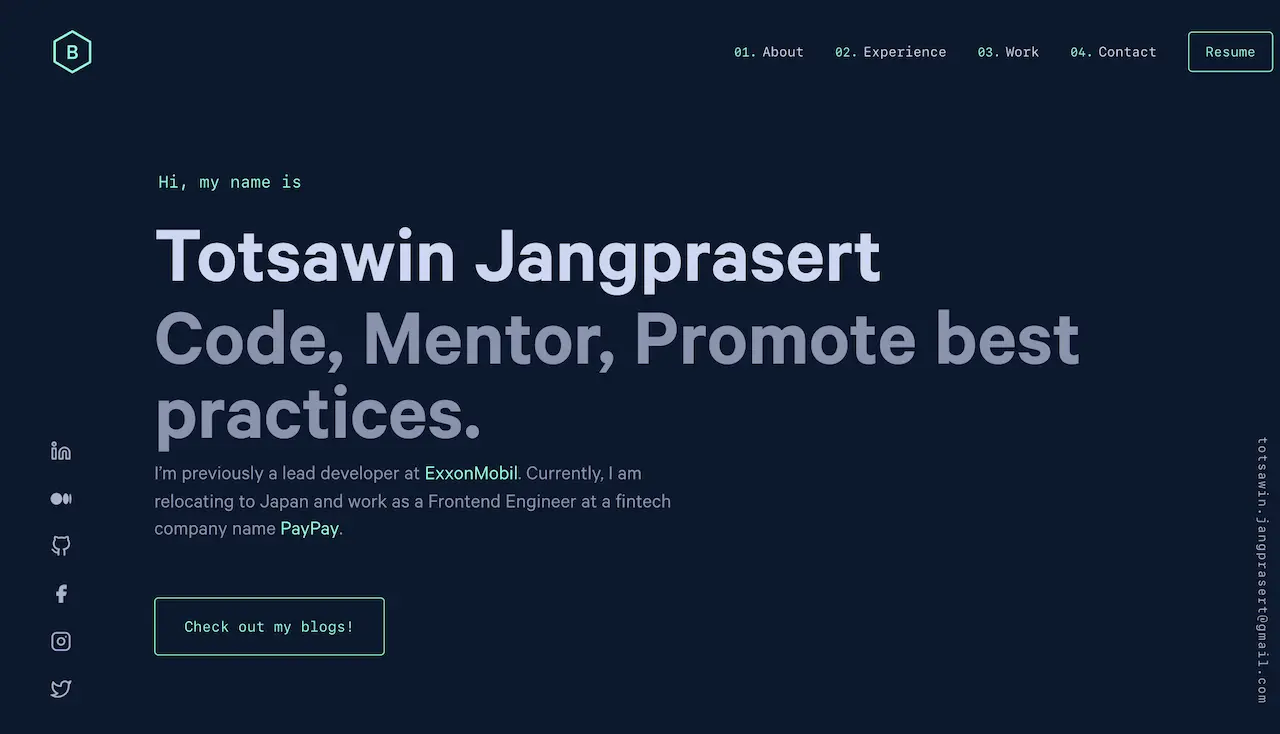 B
01. About 02. Experience 03. Work 04. Contact Resume
Hi, my name is
Totsawin Jangprasert
Code, Mentor, Promote best
practices.
I'm previously a lead developer at ExxonMobil. Currently, I am
relocating to Japan and work as a Frontend Engineer at a fintech
company name PayPay.
Check out my blogs!
totsawin.jangprasert@gmail.com